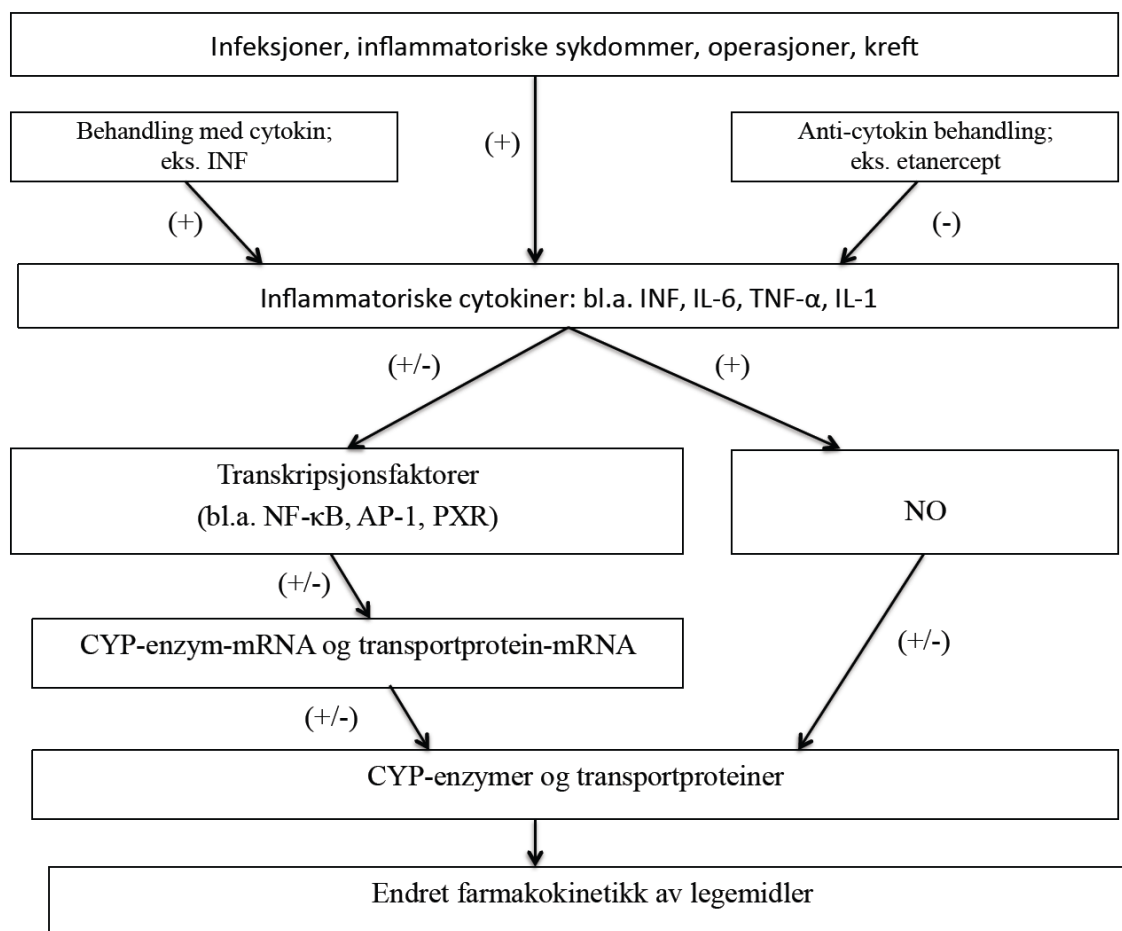 Infeksjoner, inflammatoriske sykdommer, operasjoner, kreft
Behandling med cytokin;
eks. INF
(+)
Anti-cytokin behandling;
eks. etanercept
(+)
(-)
Inflammatoriske cytokiner: bl.a. INF, IL-6, TNF-α, IL-1
(+/-)
(+)
Transkripsjonsfaktorer
(bl.a. NF-κB, AP-1, PXR)
NO
(+/-)
CYP-enzym-mRNA og transportprotein-mRNA
(+/-)
(+/-)
CYP-enzymer og transportproteiner
Endret farmakokinetikk av legemidler